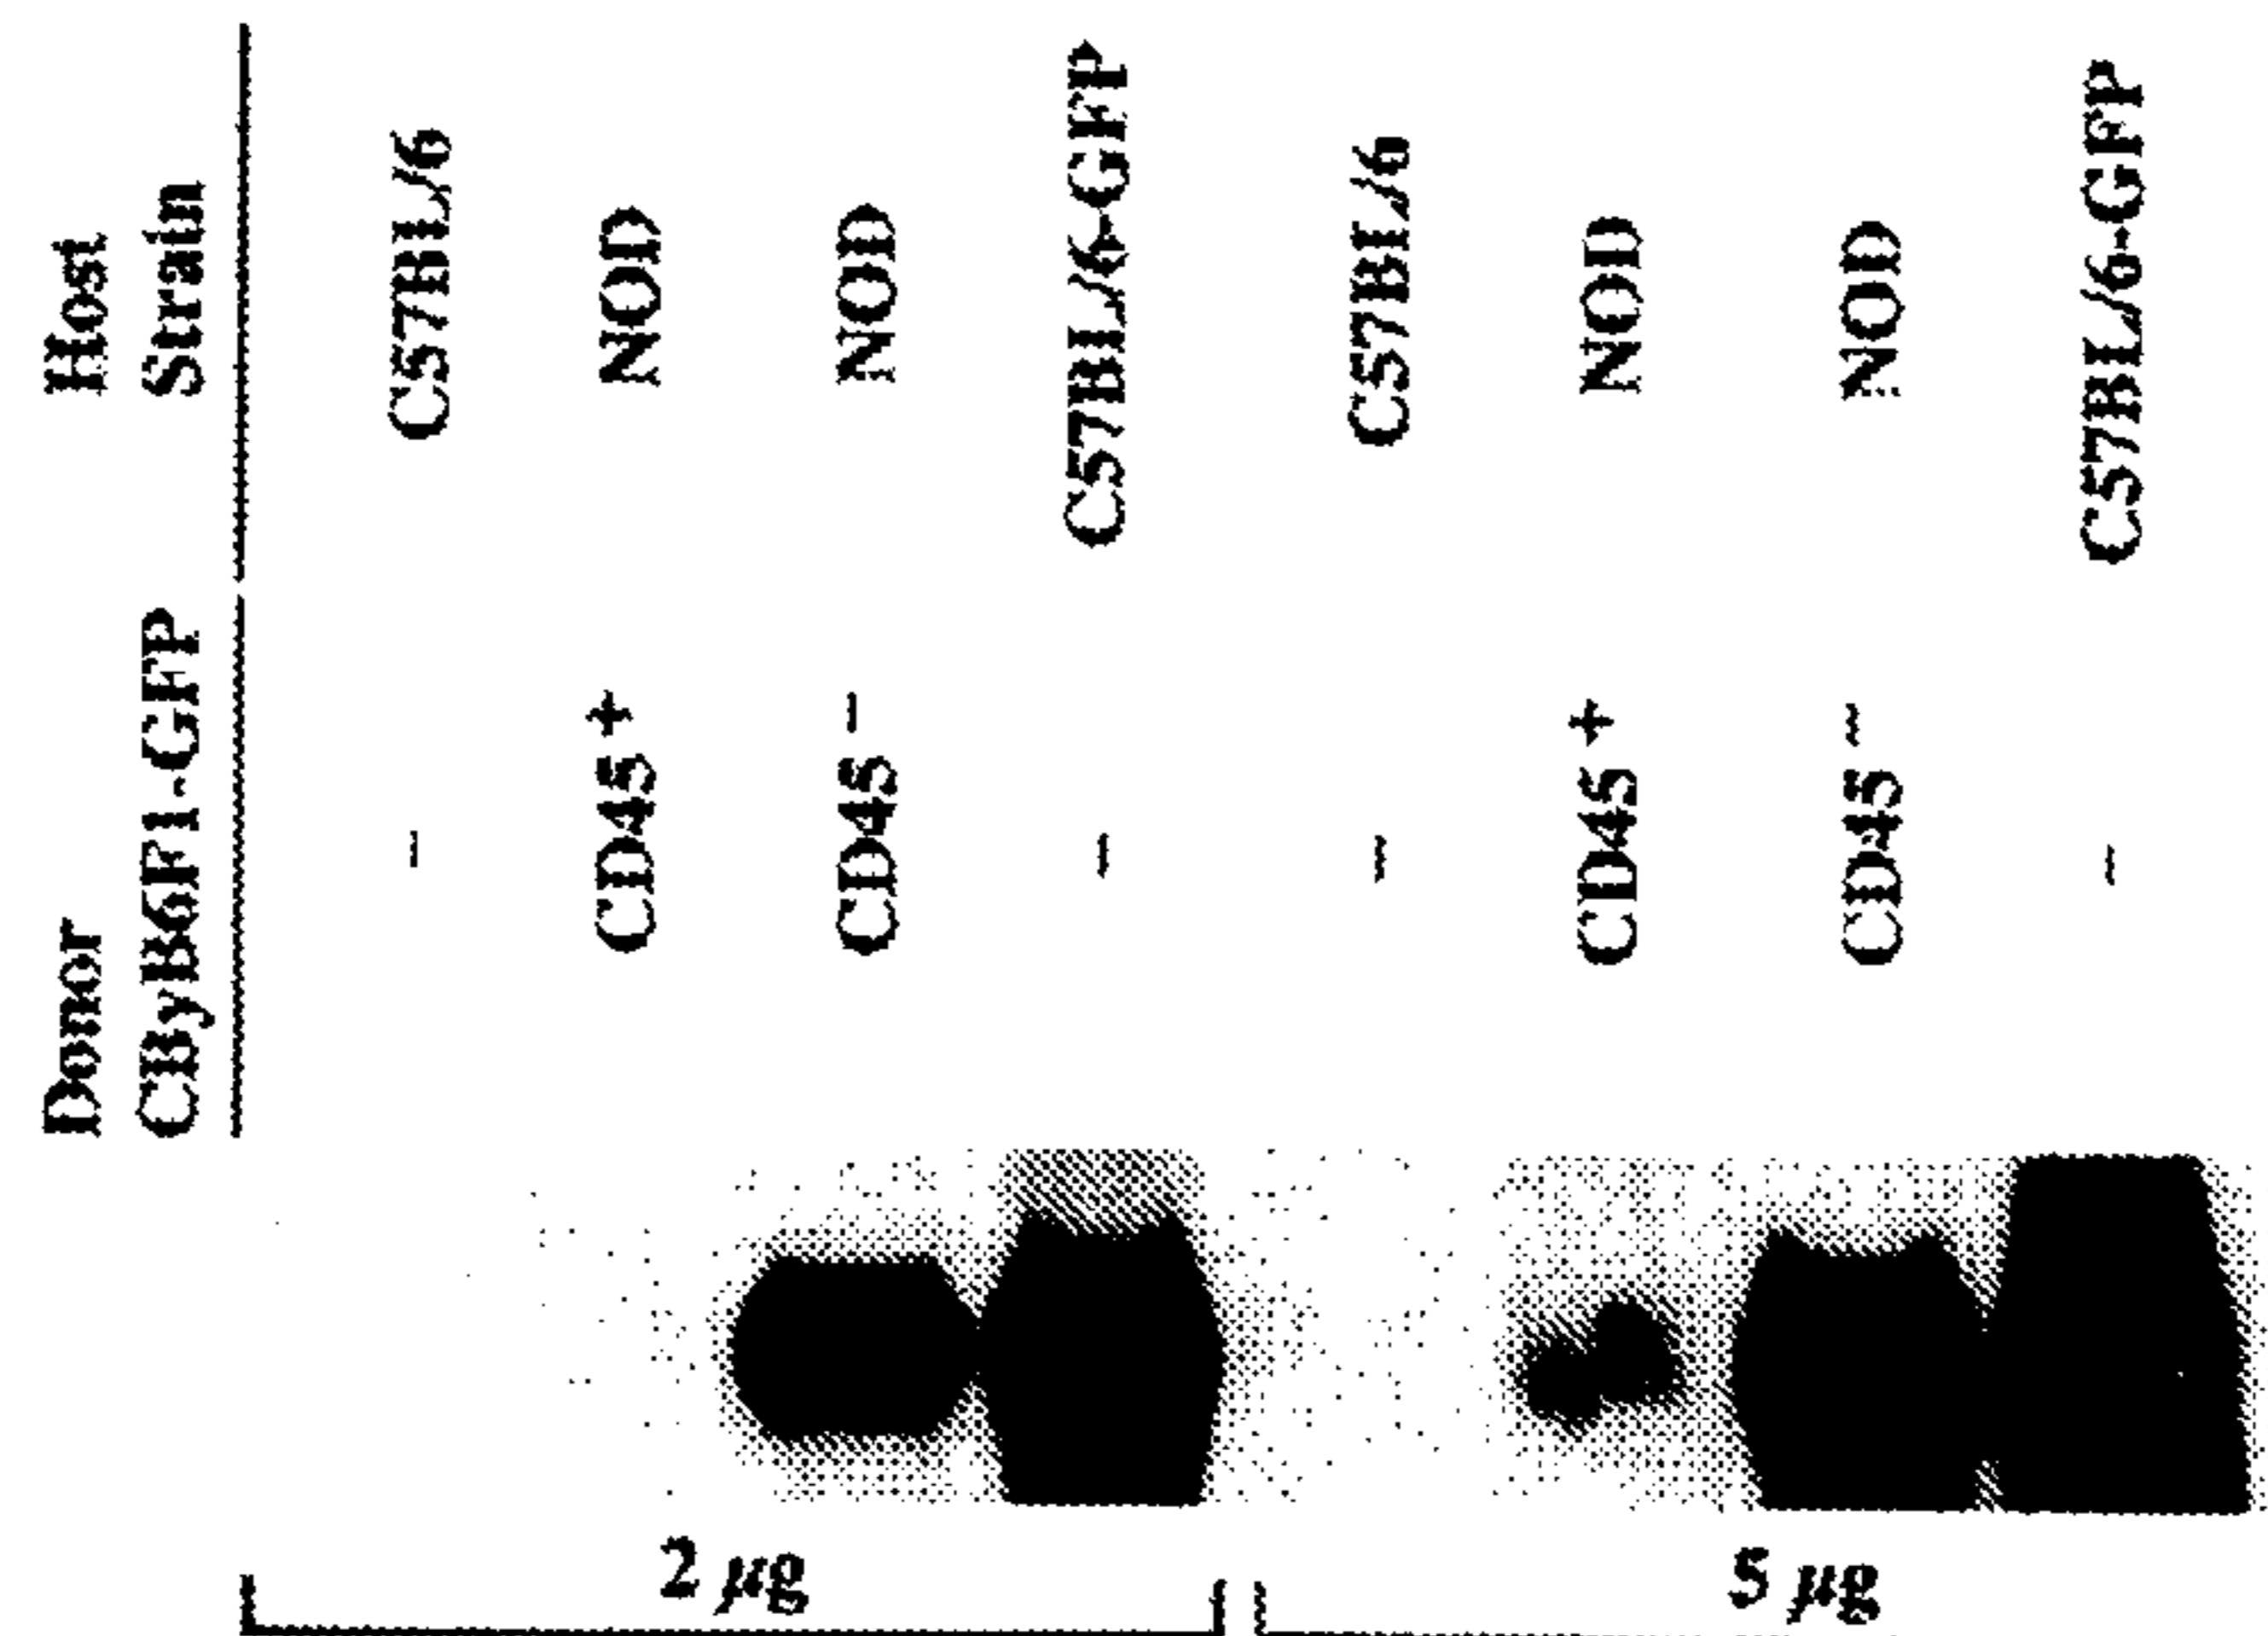 Host
Strain
C57BL/6
NOD
NOD
C57BL/6-GFP
C57BL/6
NOD
NOD
C57BL/6-GFP
Donor
CByB6F1-GFP
-
CD45 +
CD45 -
-
-
CD45 +
CD45 -
-
2 µg
5 µg